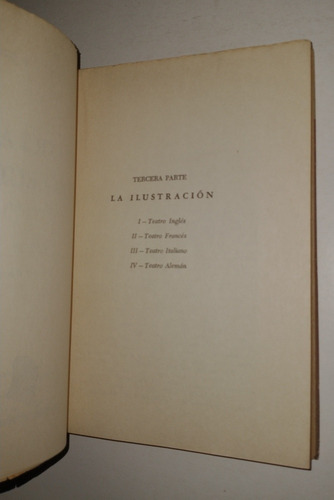 TERCERA PARTE
LA ILUSTRACIÓN
I — Teatro Inglés
II — Teatro Francés
III — Teatro Italiano
IV — Teatro Alemán